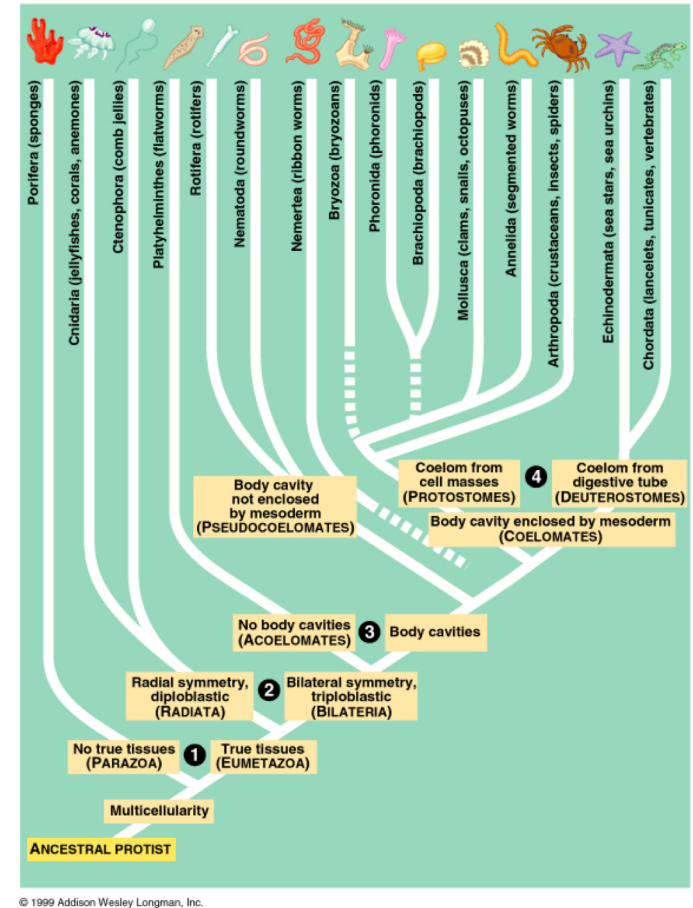 Porifera (sponges)
Cnidaria (jellyfishes, corals, anemones)
Ctenophora (comb jellies)
Platyhelminthes (flatworms)
Rotifera (rotifers)
Nematoda (roundworms)
Nemertea (ribbon worms)
Bryozoa (bryozoans)
Phoronida (phoronids)
Brachiopoda (brachiopods)
Mollusca (clams, snails, octopuses)
Annelida (segmented worms)
Arthropoda (crustaceans, insects, spiders)
Echinodermata (sea stars, sea urchins)
Chordata (lancelets, tunicates, vertebrates)
Coelom from
cell masses
(PROTOSTOMES)
4
Coelom from
digestive tube
(DEUTEROSTOMES)
Body cavity
not enclosed
by mesoderm
(PSEUDOCOELOMATES)
Body cavity enclosed by mesoderm
(COELOMATES)
No body cavities
(ACOELOMATES)
3
Body cavities
Radial symmetry,
diploblastic
(RADIATA)
2
Bilateral symmetry,
triploblastic
(BILATERIA)
No true tissues
(PARAZOA)
1
True tissues
(EUMETAZOA)
Multicellularity
ANCESTRAL PROTIST
© 1999 Addison Wesley Longman, Inc.